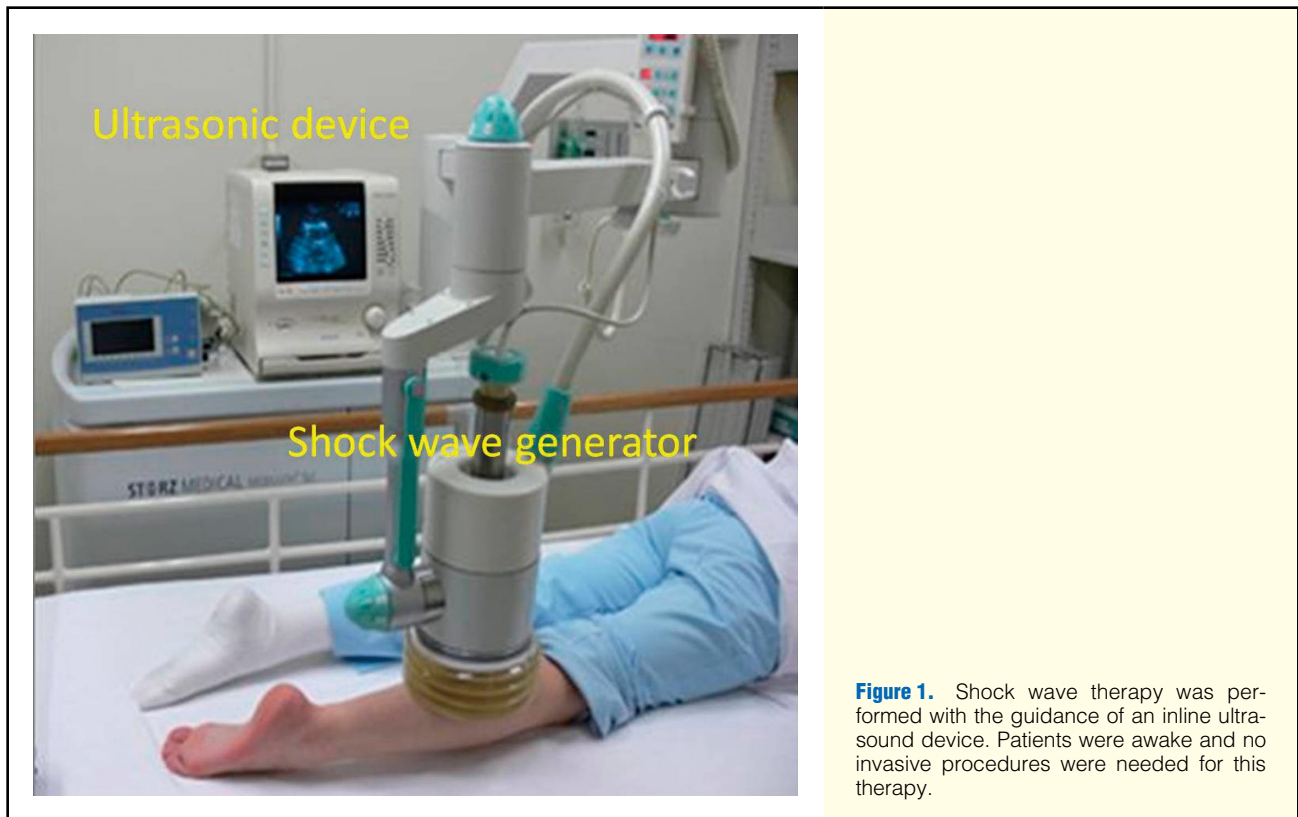 Ultrasonic device
Shock wave generator
STORZ MEDICAL
Figure 1. Shock wave therapy was per-
formed with the guidance of an inline ultra-
sound device. Patients were awake and no
invasive procedures were needed for this
therapy.